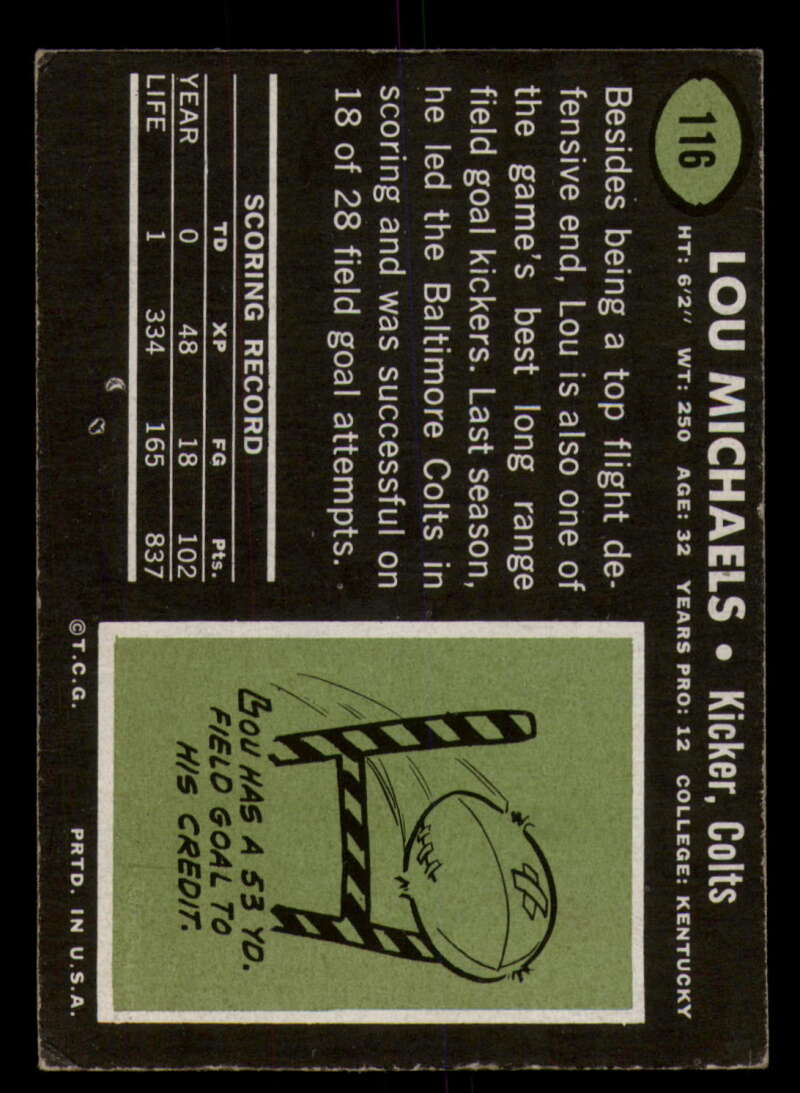 116
LOU MICHAELS • Kicker, Colts
HT: 6'2" WT: 250 AGE: 32 YEARS PRO: 12 COLLEGE: KENTUCKY
Besides being a top flight de-
fensive end, Lou is also one of
the game's best long range
field goal kickers. Last season,
he led the Baltimore Colts in
scoring and was successful on
18 of 28 field goal attempts.
SCORING RECORD
TD XP FG Pts.
YEAR 0 48 18 102
LIFE 1 334 165 837
LOU HAS A 53 YD.
FIELD GOAL TO
HIS CREDIT.
©T.C.G. PRTD. IN U.S.A.